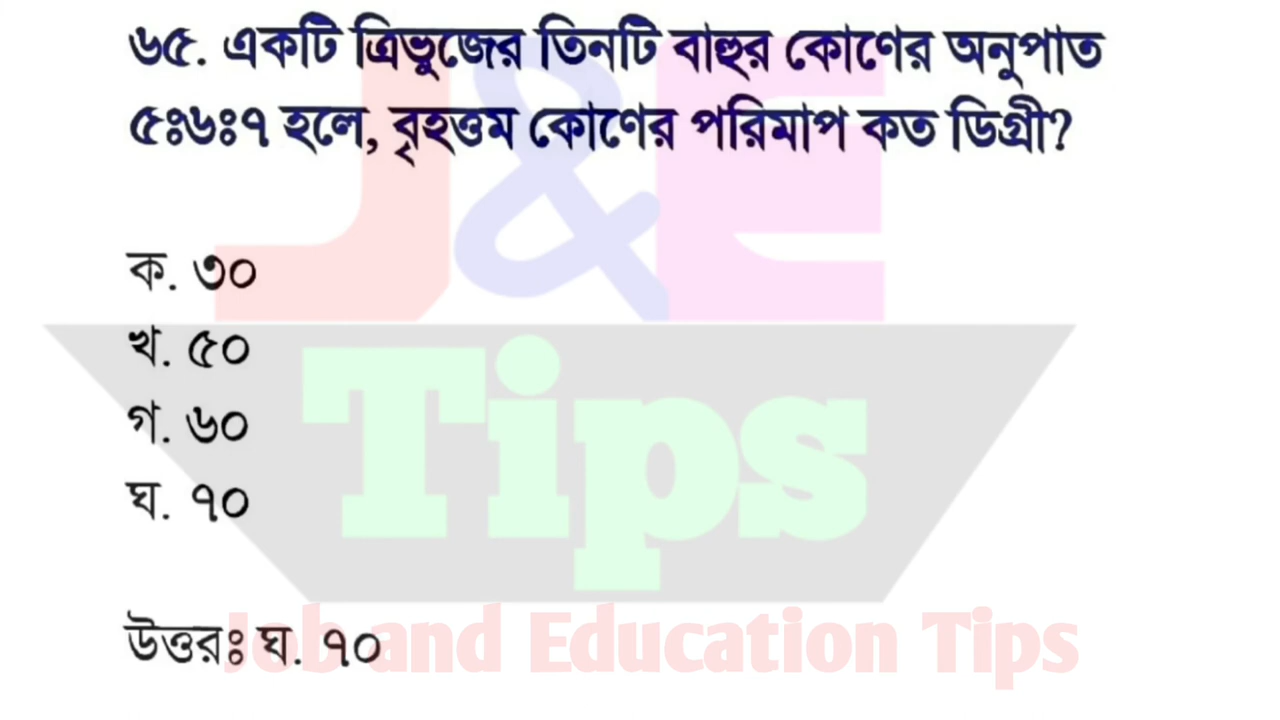 ৬৫. একটি ত্রিভুজের তিনটি বাহুর কোণের অনুপাত
৫ঃ৬ঃ৭ হলে, বৃহত্তম কোণের পরিমাপ কত ডিগ্রী?
J&E
ক. ৩০
খ. ৫০
গ. ৬০
ঘ. ৭০
Tips
উত্তরঃ ঘ. ৭০
Job and Education Tips